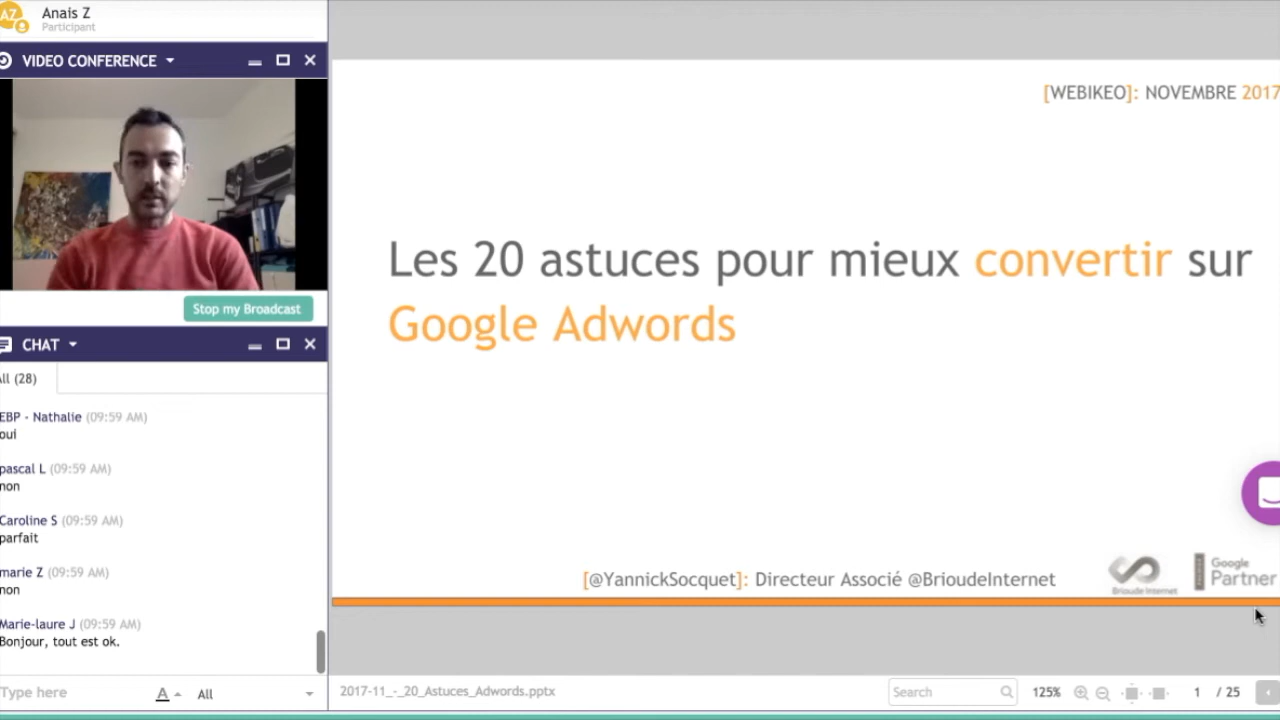 AZ
Anais Z
Participant
VIDEO CONFERENCE
Stop my Broadcast
CHAT
All (28)
EBP - Nathalie (09:59 AM)
oui
pascal L (09:59 AM)
non
Caroline S (09:59 AM)
parfait
marie Z (09:59 AM)
non
Marie-laure J (09:59 AM)
Bonjour, tout est ok.
Type here
A
All
[WEBIKEO]: NOVEMBRE 2017
Les 20 astuces pour mieux convertir sur
Google Adwords
[@YannickSocquet]: Directeur Associé @BrioudeInternet
Brioude Internet
Google
Partner
2017-11_-_20_Astuces_Adwords.pptx
Search
125%
1 / 25